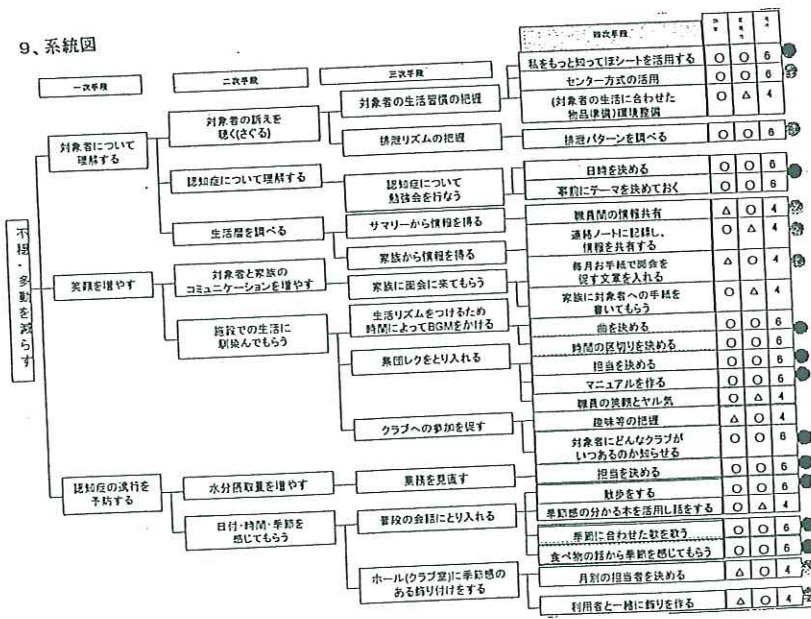 9、系統図
一次手段
二次手段
三次手段
四次手段
不穏・多動を減らす
対象者について
理解する
笑顔を増やす
認知症の進行を
予防する
対象者の訴えを
聴く(さぐる)
認知症について理解する
生活暦を調べる
対象者と家族の
コミュニケーションを増やす
施設での生活に
馴染んでもらう
水分摂取量を増やす
日付・時間・季節を
感じてもらう
対象者の生活習慣の把握
排泄リズムの把握
認知症について
勉強会を行なう
サマリーから情報を得る
家族から情報を得る
家族に面会に来てもらう
生活リズムをつけるため
時間によってBGMをかける
集団レクをとり入れる
クラブへの参加を促す
業務を見直す
普段の会話にとり入れる
ホール(クラブ室)に季節感の
ある飾り付けをする
私をもっと知ってほシートを活用する ○ ○ 6
センター方式の活用 ○ ○ 6
(対象者の生活に合わせた
物品準備)環境整備 ○ △ 4
排泄パターンを調べる ○ ○ 6
日時を決める ○ ○ 6
事前にテーマを決めておく ○ ○ 6
職員間の情報共有 △ ○ 4
連絡ノートに記録し、
情報を共有する ○ △ 4
毎月お手紙で面会を
促す文章を入れる △ ○ 4
家族に対象者への手紙を
書いてもらう ○ △ 4
曲を決める ○ ○ 6
時間の区切りを決める ○ ○ 6
担当を決める ○ ○ 6
マニュアルを作る ○ ○ 6
職員の笑顔とヤル気 ○ △ 4
趣味等の把握 △ ○ 4
対象者にどんなクラブが
いつあるのか知らせる ○ ○ 6
担当を決める ○ ○ 6
散歩をする ○ ○ 6
季節感の分かる本を活用し話をする ○ △ 4
季節に合わせた歌を歌う ○ ○ 6
食べ物の話から季節を感じてもらう ○ ○ 6
月別の担当者を決める △ ○ 4
利用者と一緒に飾りを作る △ ○ 4